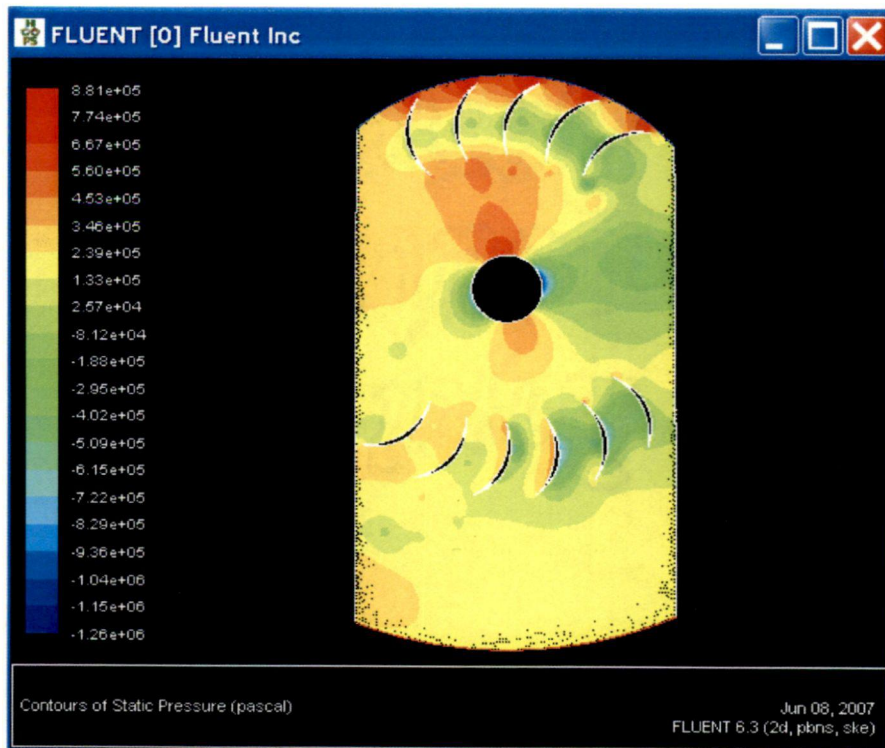 FLUENT [0] Fluent Inc
8.81e+05
7.74e+05
6.67e+05
5.60e+05
4.53e+05
3.46e+05
2.39e+05
1.33e+05
2.57e+04
-8.12e+04
-1.88e+05
-2.95e+05
-4.02e+05
-5.09e+05
-6.15e+05
-7.22e+05
-8.29e+05
-9.36e+05
-1.04e+06
-1.15e+06
-1.26e+06
Contours of Static Pressure (pascal)
Jun 08, 2007
FLUENT 6.3 (2d, pbns, ske)